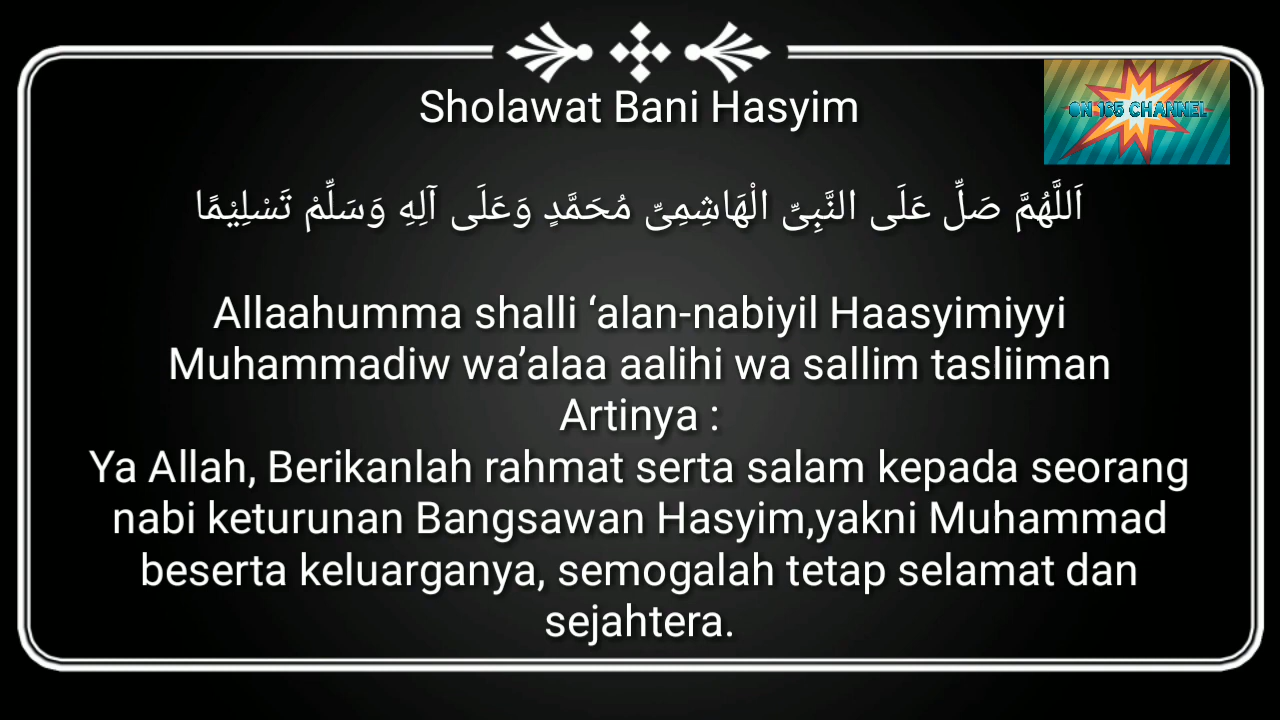 Sholawat Bani Hasyim
ON 165 CHANNEL
اَللَّهُمَّ صَلِّ عَلَى النَّبِىِّ الْهَاشِمِىِّ مُحَمَّدٍ وَعَلَى آلِهِ وَسَلِّمْ تَسْلِيْمًا
Allaahumma shalli ‘alan-nabiyil Haasyimiyyi
Muhammadiw wa’alaa aalihi wa sallim tasliiman
Artinya :
Ya Allah, Berikanlah rahmat serta salam kepada seorang
nabi keturunan Bangsawan Hasyim,yakni Muhammad
beserta keluarganya, semogalah tetap selamat dan
sejahtera.